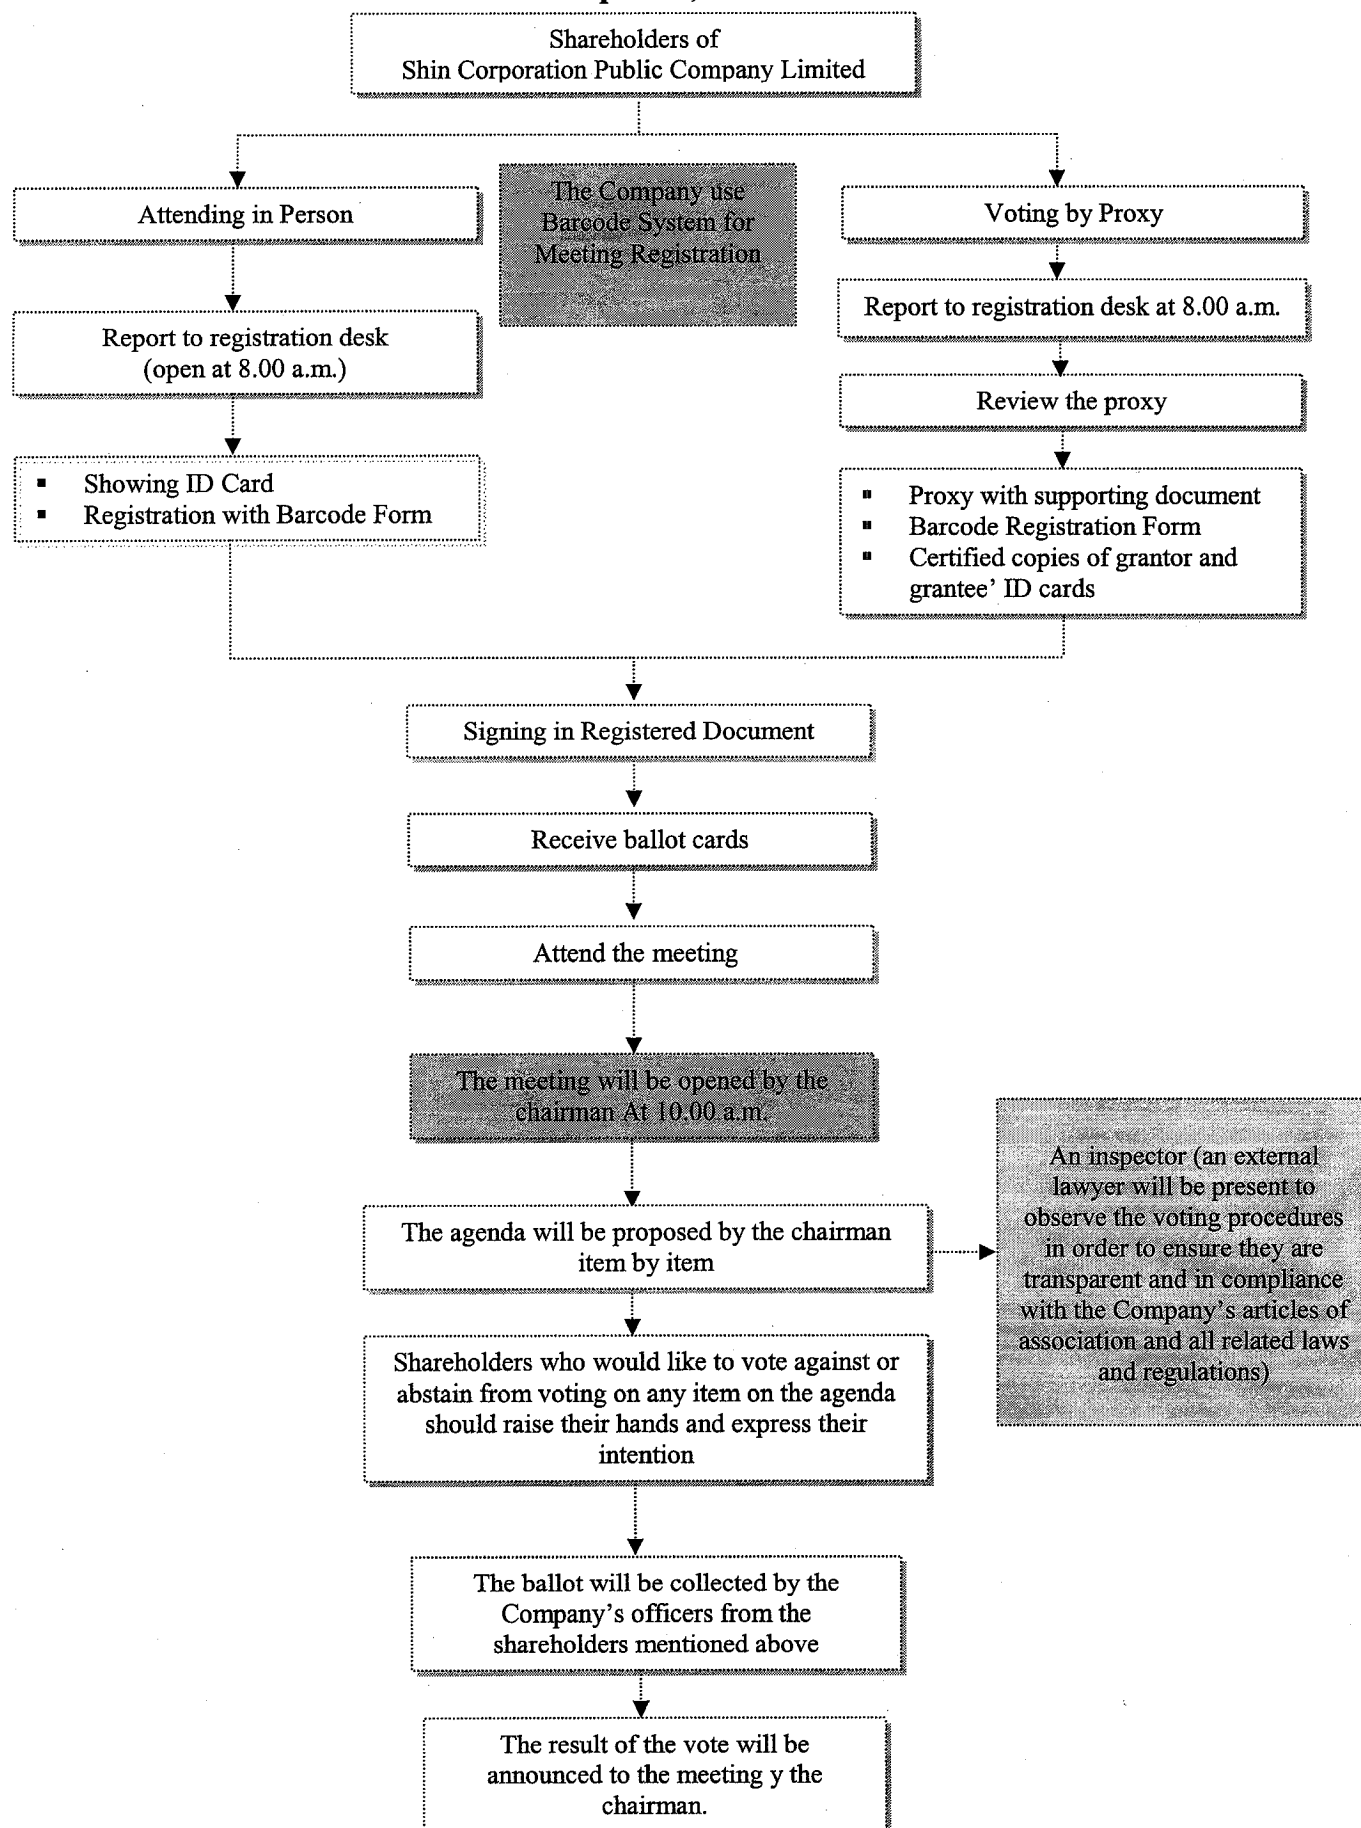 Shareholders of
Shin Corporation Public Company Limited
Attending in Person
The Company use
Barcode System for
Meeting Registration
Voting by Proxy
Report to registration desk
(open at 8.00 a.m.)
Report to registration desk at 8.00 a.m.
Review the proxy
▪ Showing ID Card
▪ Registration with Barcode Form
▪ Proxy with supporting document
▪ Barcode Registration Form
▪ Certified copies of grantor and
grantee’ ID cards
Signing in Registered Document
Receive ballot cards
Attend the meeting
The meeting will be opened by the
chairman At 10.00 a.m.
The agenda will be proposed by the chairman
item by item
An inspector (an external
lawyer will be present to
observe the voting procedures
in order to ensure they are
transparent and in compliance
with the Company’s articles of
association and all related laws
and regulations)
Shareholders who would like to vote against or
abstain from voting on any item on the agenda
should raise their hands and express their
intention
The ballot will be collected by the
Company’s officers from the
shareholders mentioned above
The result of the vote will be
announced to the meeting y the
chairman.